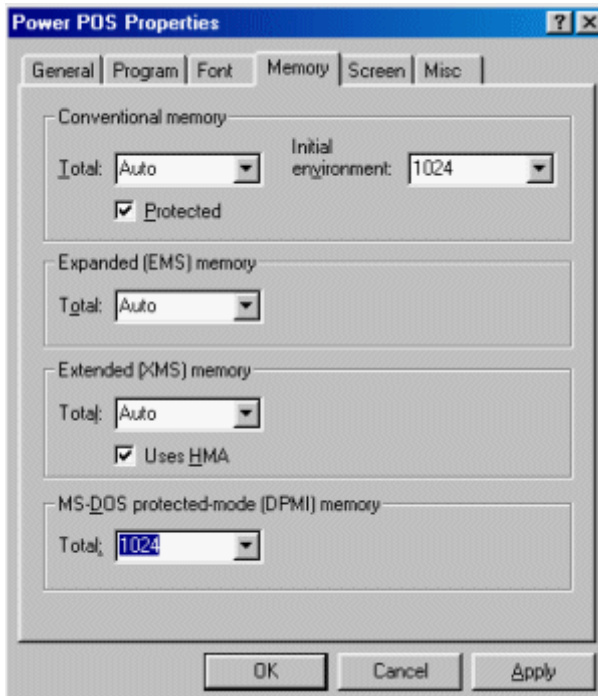 Power POS Properties ? ×
General Program Font Memory Screen Misc
Conventional memory
Total: Auto Initial environment: 1024
Protected
Expanded (EMS) memory
Total: Auto
Extended (XMS) memory
Total: Auto
Uses HMA
MS-DOS protected-mode (DPMI) memory
Total: 1024
OK Cancel Apply